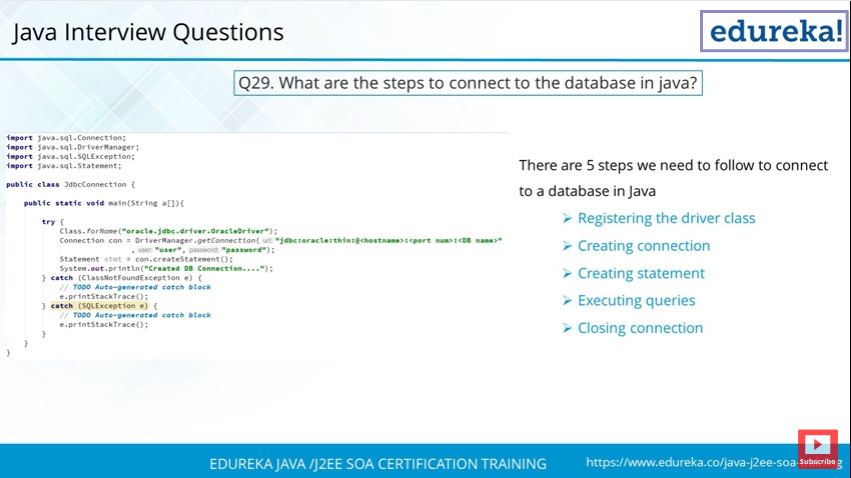 Java Interview Questions
edureka!
Q29. What are the steps to connect to the database in java?
import java.sql.Connection;
import java.sql.DriverManager;
import java.sql.SQLException;
import java.sql.Statement;
public class JdbcConnection {
public static void main(String a[]){
try {
Class.forName("oracle.jdbc.driver.OracleDriver");
Connection con = DriverManager.getConnection( url: "jdbc:oracle:thin:@<hostname>:<port num>:<DB name>"
, user: "user", password: "password");
Statement stmt = con.createStatement();
System.out.println("Created DB Connection....");
} catch (ClassNotFoundException e) {
// TODO Auto-generated catch block
e.printStackTrace();
} catch (SQLException e) {
// TODO Auto-generated catch block
e.printStackTrace();
}
}
}
There are 5 steps we need to follow to connect
to a database in Java
➢ Registering the driver class
➢ Creating connection
➢ Creating statement
➢ Executing queries
➢ Closing connection
EDUREKA JAVA /J2EE SOA CERTIFICATION TRAINING
https://www.edureka.co/java-j2ee-soa-
Subscribe